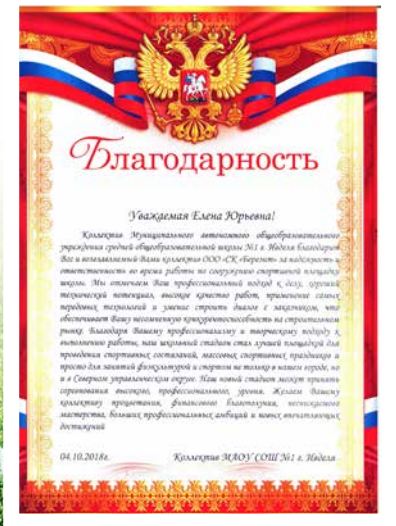 Благодарность
Уважаемая Елена Юрьевна!
Коллектив Муниципального автономного общеобразовательного
учреждения средней общеобразовательной школы №1 г. Ивделя благодарит
Вас и возглавляемый Вами коллектив ООО «СК «Березит» за надёжность и
ответственность во время работы по сооружению спортивной площадки
школы. Мы отмечаем Ваш профессиональный подход к делу, хороший
технический потенциал, высокое качество работ, применение самых
передовых технологий и умение строить диалог с заказчиком, что
обеспечивает Вашу несомненную конкурентоспособность на строительном
рынке. Благодаря Вашему профессионализму и творческому подходу к
выполнению работы, наш школьный стадион стал лучшей площадкой для
проведения спортивных состязаний, массовых спортивных праздников и
просто для занятий физкультурой и спортом не только в нашем городе, но
и в Северном управленческом округе. Наш новый стадион может принять
соревнования высокого, профессионального, уровня. Желаем Вашему
коллективу процветания, финансового благополучия, неиссякаемого
мастерства, больших профессиональных амбиций и новых впечатляющих
достижений
04.10.2018г. Коллектив МАОУ СОШ №1 г. Ивделя